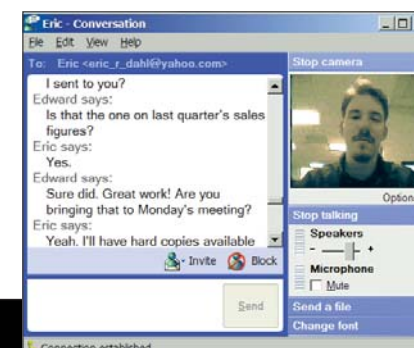 Eric - Conversation
File Edit View Help
To: Eric <eric_r_dahl@yahoo.com>
I sent to you?
Edward says:
Is that the one on last quarter's sales
figures?
Eric says:
Yes.
Edward says:
Sure did. Great work! Are you
bringing that to Monday's meeting?
Eric says:
Yeah. I'll have hard copies available
Invite Block
Send
Connection established
Stop camera
Option
Stop talking
Speakers
- +
Microphone
Mute
Send a file
Change font